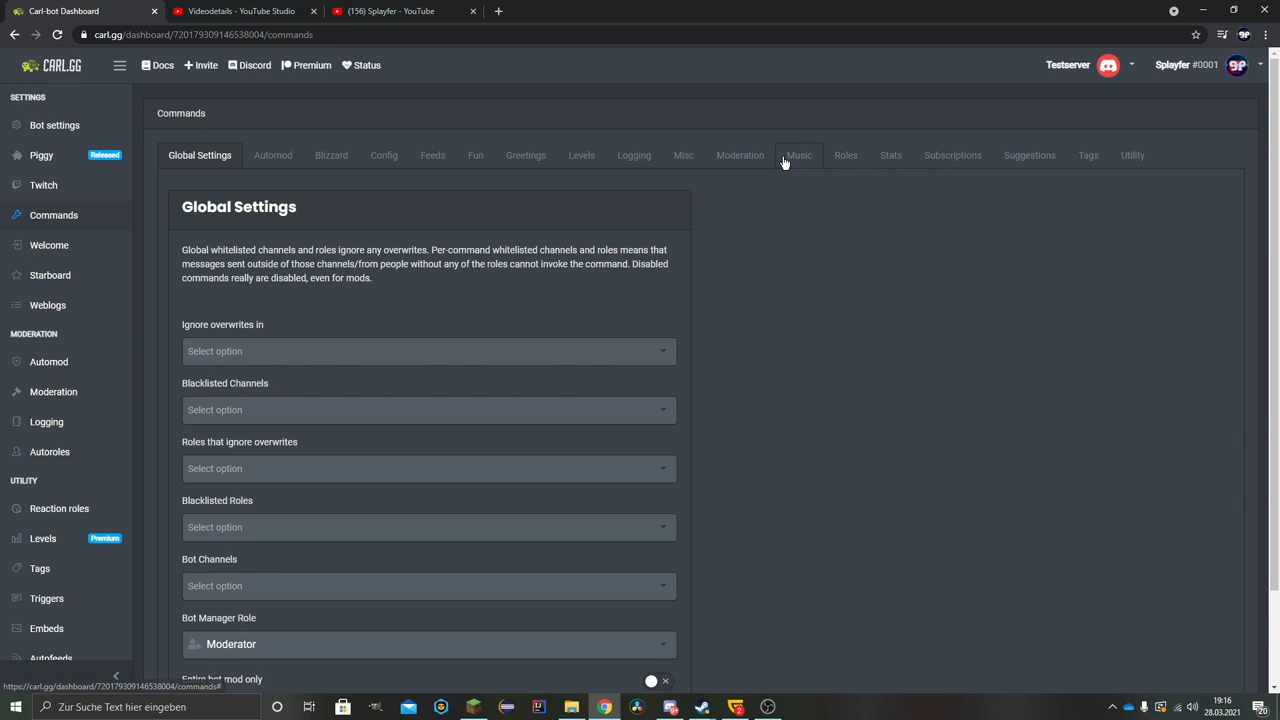 Carl-bot Dashboard
Videodetails - YouTube Studio
(156) Splayfer - YouTube
carl.gg/dashboard/720179309146538004/commands
CARL.GG
Docs
Invite
Discord
Premium
Status
Testserver
Splayfer #0001
SETTINGS
Bot settings
Piggy
Released
Twitch
Commands
Welcome
Starboard
Weblogs
MODERATION
Automod
Moderation
Logging
Autoroles
UTILITY
Reaction roles
Levels
Premium
Tags
Triggers
Embeds
Autofeeds
Commands
Global Settings
Automod
Blizzard
Config
Feeds
Fun
Greetings
Levels
Logging
Misc
Moderation
Music
Roles
Stats
Subscriptions
Suggestions
Tags
Utility
Global Settings
Global whitelisted channels and roles ignore any overwrites. Per-command whitelisted channels and roles means that
messages sent outside of those channels/from people without any of the roles cannot invoke the command. Disabled
commands really are disabled, even for mods.
Ignore overwrites in
Select option
Blacklisted Channels
Select option
Roles that ignore overwrites
Select option
Blacklisted Roles
Select option
Bot Channels
Select option
Bot Manager Role
Moderator
Entire bot mod only
https://carl.gg/dashboard/720179309146538004/commands#
Zur Suche Text hier eingeben
2
19:16
28.03.2021
20